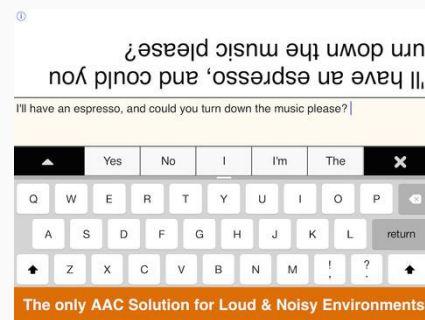 I'll have an espresso, and could you
turn down the music please?
I'll have an espresso, and could you turn down the music please?
Yes No I I'm The
Q W E R T Y U I O P
A S D F G H J K L return
Z X C V B N M ! , ? .
The only AAC Solution for Loud & Noisy Environments